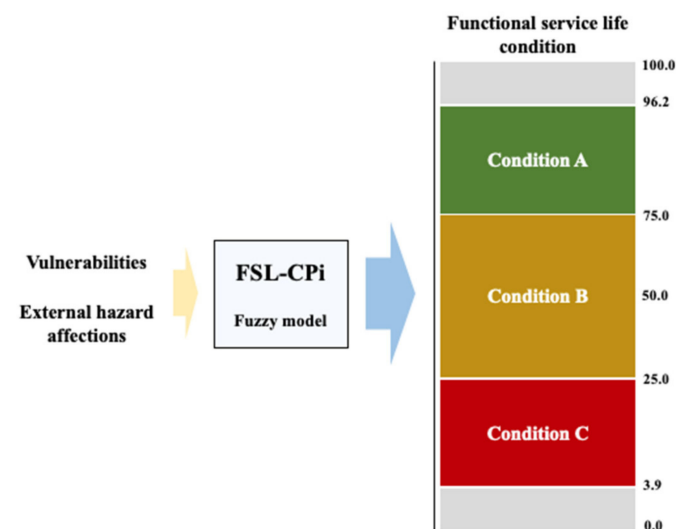 Functional service life
condition
100.0
96.2
Condition A
75.0
Vulnerabilities
External hazard
affections
FSL-CPi
Fuzzy model
Condition B
50.0
25.0
Condition C
3.9
0.0